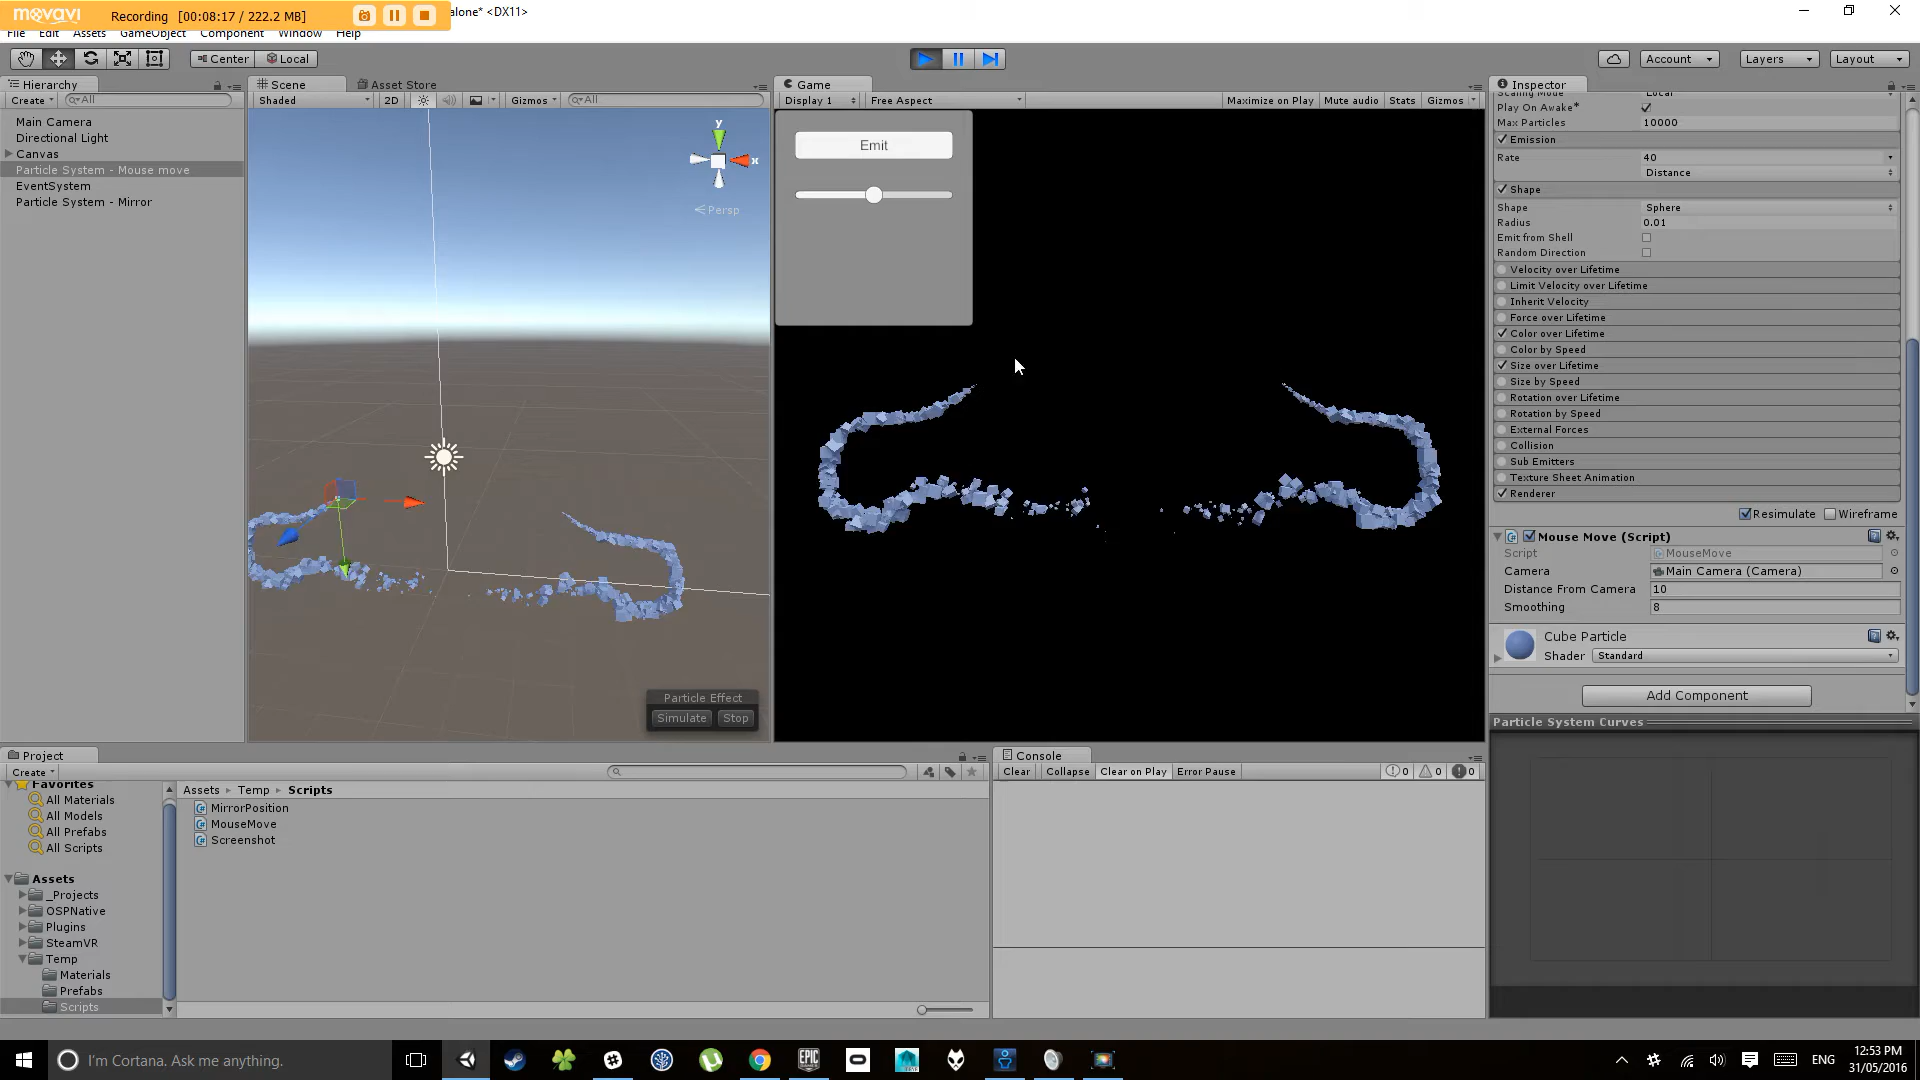 movavi Recording [00:08:17 / 222.2 MB] alone* <DX11>
File Edit Assets GameObject Component Window Help
Center Local Account Layers Layout
Hierarchy
Create All
Main Camera
Directional Light
Canvas
Particle System - Mouse move
EventSystem
Particle System - Mirror
Scene Asset Store
Shaded 2D Gizmos All
y
x
Persp
Particle Effect
Simulate Stop
Game
Display 1 Free Aspect Maximize on Play Mute audio Stats Gizmos
Emit
Inspector
Scaling Mode Local
Play On Awake*
Max Particles 10000
Emission
Rate 40
Distance
Shape
Shape Sphere
Radius 0.01
Emit from Shell
Random Direction
Velocity over Lifetime
Limit Velocity over Lifetime
Inherit Velocity
Force over Lifetime
Color over Lifetime
Color by Speed
Size over Lifetime
Size by Speed
Rotation over Lifetime
Rotation by Speed
External Forces
Collision
Sub Emitters
Texture Sheet Animation
Renderer
Resimulate Wireframe
Mouse Move (Script)
Script MouseMove
Camera Main Camera (Camera)
Distance From Camera 10
Smoothing 8
Cube Particle
Shader Standard
Add Component
Particle System Curves
Project
Create
Favorites
All Materials
All Models
All Prefabs
All Scripts
Assets
_Projects
OSPNative
Plugins
SteamVR
Temp
Materials
Prefabs
Scripts
Assets Temp Scripts
MirrorPosition
MouseMove
Screenshot
Console
Clear Collapse Clear on Play Error Pause 0 0 0
I'm Cortana. Ask me anything.
EPIC
ENG
12:53 PM
31/05/2016